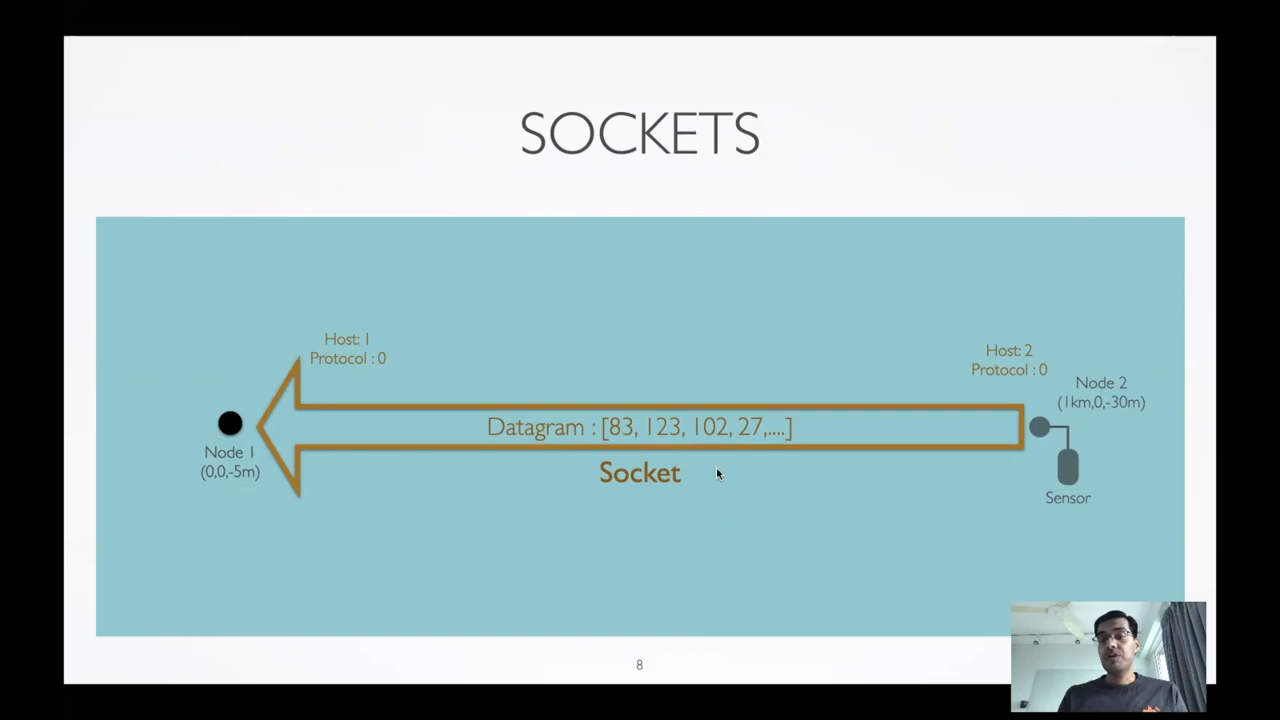 SOCKETS
Host: 1
Protocol : 0
Host: 2
Protocol : 0
Node 2
(1km,0,-30m)
Datagram : [83, 123, 102, 27,....]
Node 1
(0,0,-5m)
Socket
Sensor
8